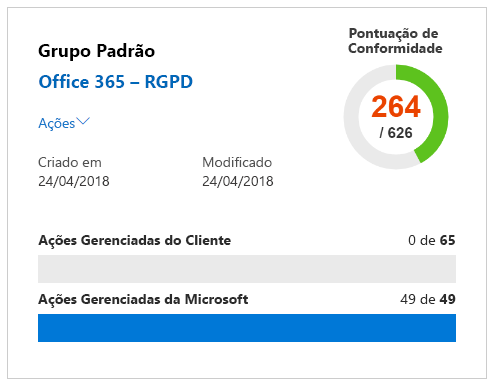 Grupo Padrão
Office 365 – RGPD
Ações
Criado em
24/04/2018
Modificado
24/04/2018
Pontuação de
Conformidade
264
/ 626
Ações Gerenciadas do Cliente 0 de 65
Ações Gerenciadas da Microsoft 49 de 49